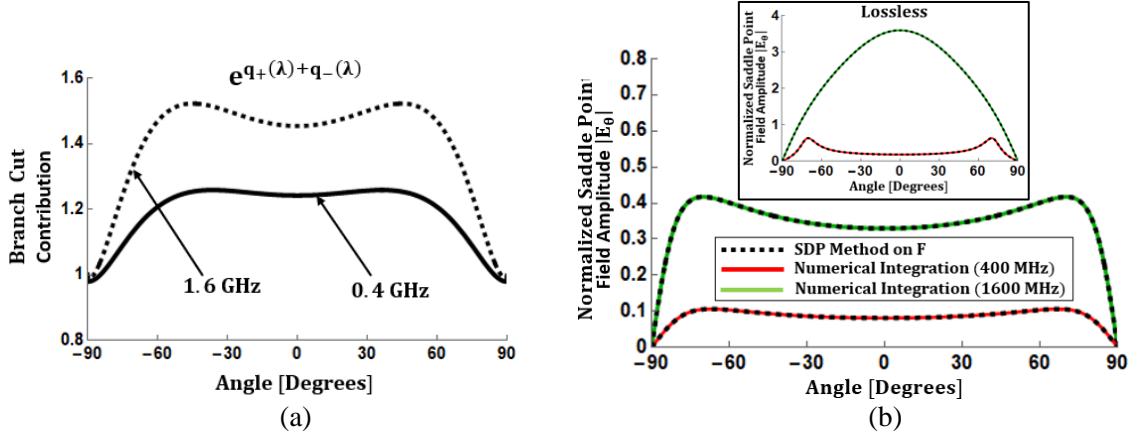 1.6
1.4
1.2
1
0.8
Branch Cut
Contribution
e^{q_+(λ)+q_-(λ)}
1.6 GHz
0.4 GHz
−90 −60 −30 0 30 60 90
Angle [Degrees]
(a)
0.8
0.7
0.6
0.5
0.4
0.3
0.2
0.1
0
Normalized Saddle Point
Field Amplitude |E_θ|
Lossless
4
3
2
1
0
Normalized Saddle Point
Field Amplitude |E_θ|
−90 −60 −30 0 30 60 90
Angle [Degrees]
SDP Method on F
Numerical Integration (400 MHz)
Numerical Integration (1600 MHz)
−90 −60 −30 0 30 60 90
Angle [Degrees]
(b)